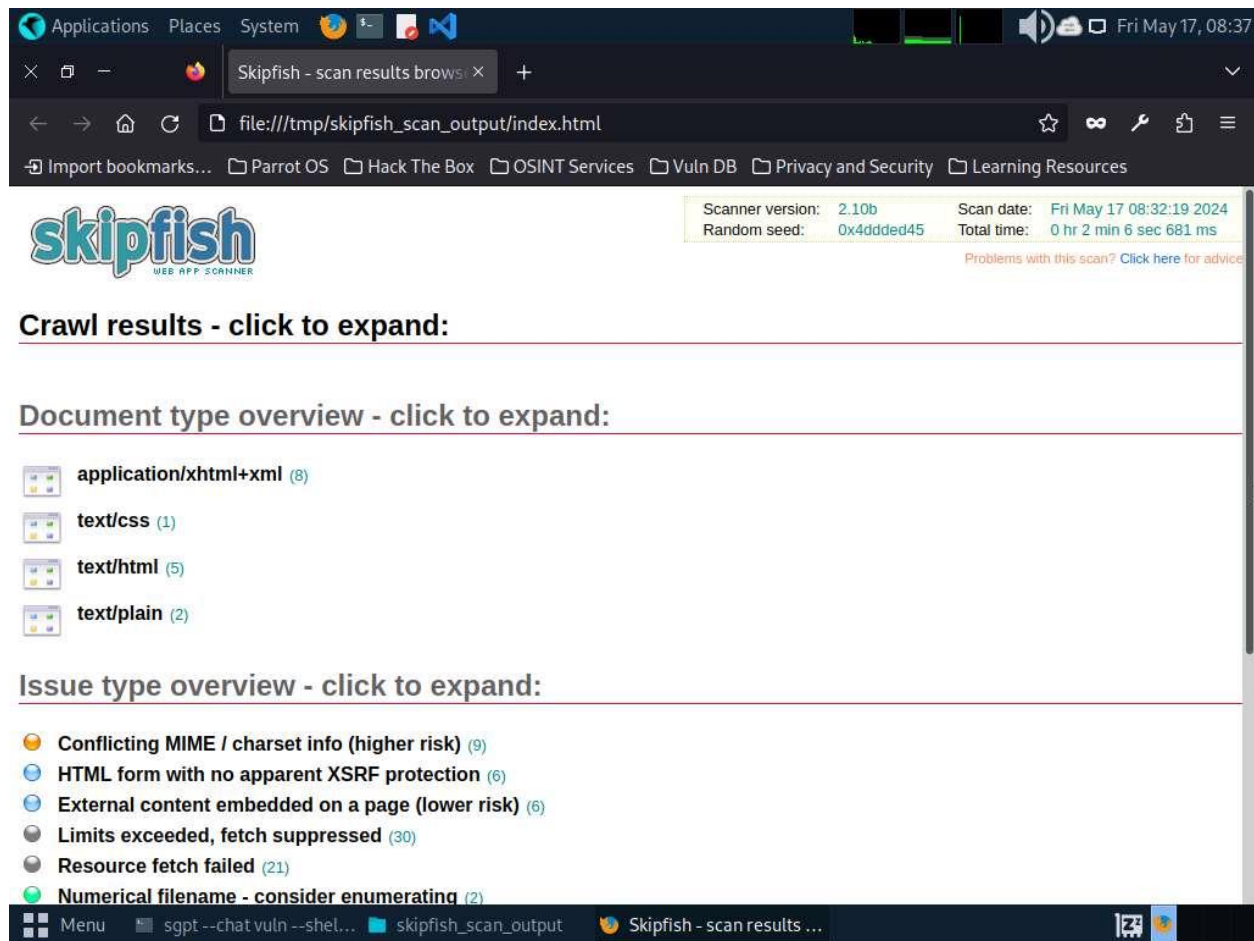 Applications Places System Fri May 17, 08:37
Skipfish - scan results brows
file:///tmp/skipfish_scan_output/index.html
Import bookmarks... Parrot OS Hack The Box OSINT Services Vuln DB Privacy and Security Learning Resources
skipfish
WEB APP SCANNER
Scanner version: 2.10b Scan date: Fri May 17 08:32:19 2024
Random seed: 0x4ddded45 Total time: 0 hr 2 min 6 sec 681 ms
Problems with this scan? Click here for advice
Crawl results - click to expand:
Document type overview - click to expand:
application/xhtml+xml (8)
text/css (1)
text/html (5)
text/plain (2)
Issue type overview - click to expand:
Conflicting MIME / charset info (higher risk) (9)
HTML form with no apparent XSRF protection (6)
External content embedded on a page (lower risk) (6)
Limits exceeded, fetch suppressed (30)
Resource fetch failed (21)
Numerical filename - consider enumerating (2)
Menu sgpt --chat vuln --shel... skipfish_scan_output Skipfish - scan results ...